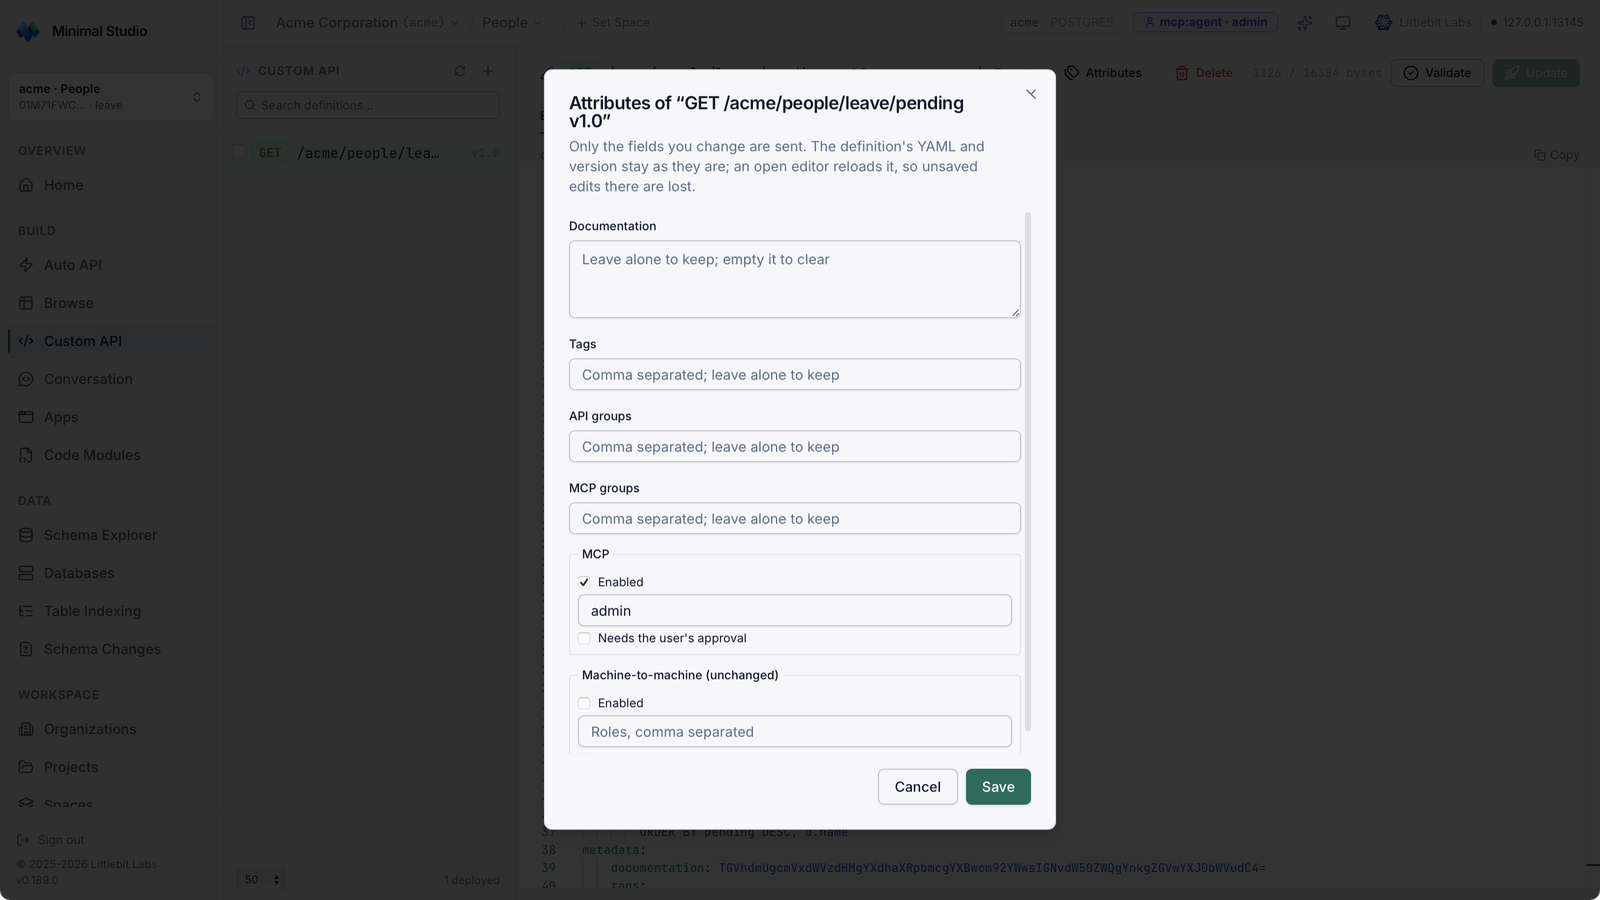 Minimal Studio
Acme Corporation (acme) / People / + Set Space
acme POSTGRES
mcp:agent · admin
Littlebit Labs
127.0.0.1:13145
acme · People
01M71FWC... · leave
OVERVIEW
Home
BUILD
Auto API
Browse
Custom API
Conversation
Apps
Code Modules
DATA
Schema Explorer
Databases
Table Indexing
Schema Changes
WORKSPACE
Organizations
Projects
Spaces
Sign out
© 2025-2026 Littlebit Labs ·
v0.189.0
CUSTOM API
Search definitions...
GET /acme/people/lea… v1.0
50
1 deployed
Attributes
Delete
1126 / 16384 bytes
Validate
Update
Copy
Attributes of “GET /acme/people/leave/pending
v1.0”
Only the fields you change are sent. The definition's YAML and
version stay as they are; an open editor reloads it, so unsaved
edits there are lost.
Documentation
Leave alone to keep; empty it to clear
Tags
Comma separated; leave alone to keep
API groups
Comma separated; leave alone to keep
MCP groups
Comma separated; leave alone to keep
MCP
Enabled
admin
Needs the user's approval
Machine-to-machine (unchanged)
Enabled
Roles, comma separated
Cancel
Save
37 ORDER BY pending DESC, d.name
38 metadata:
39 documentation: TGVhdmUgcmVxdWVzdHMgYXdhaXRpbmcgYXBwcm92YWwsIGNvdW50ZWQgYnkgZGVwYXJ0bWVudC4=
40 tags: